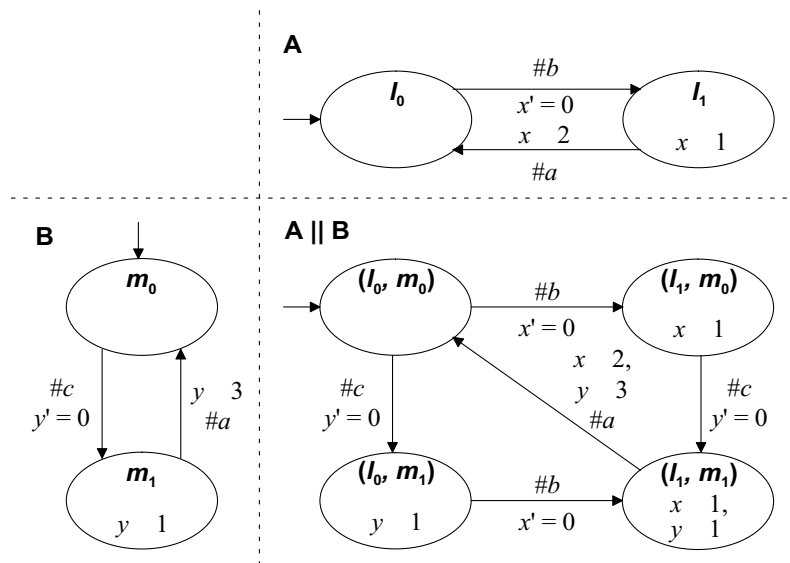 A
#b
l0
l1
x' = 0
x 2
x 1
#a
B
A || B
m0
(l0, m0)
#b
(l1, m0)
x' = 0
x 1
x 2,
#c
y 3
#c
y 3
#c
y' = 0
#a
y' = 0
#a
y' = 0
m1
(l0, m1)
#b
(l1, m1)
y 1
y 1
x' = 0
x 1,
y 1